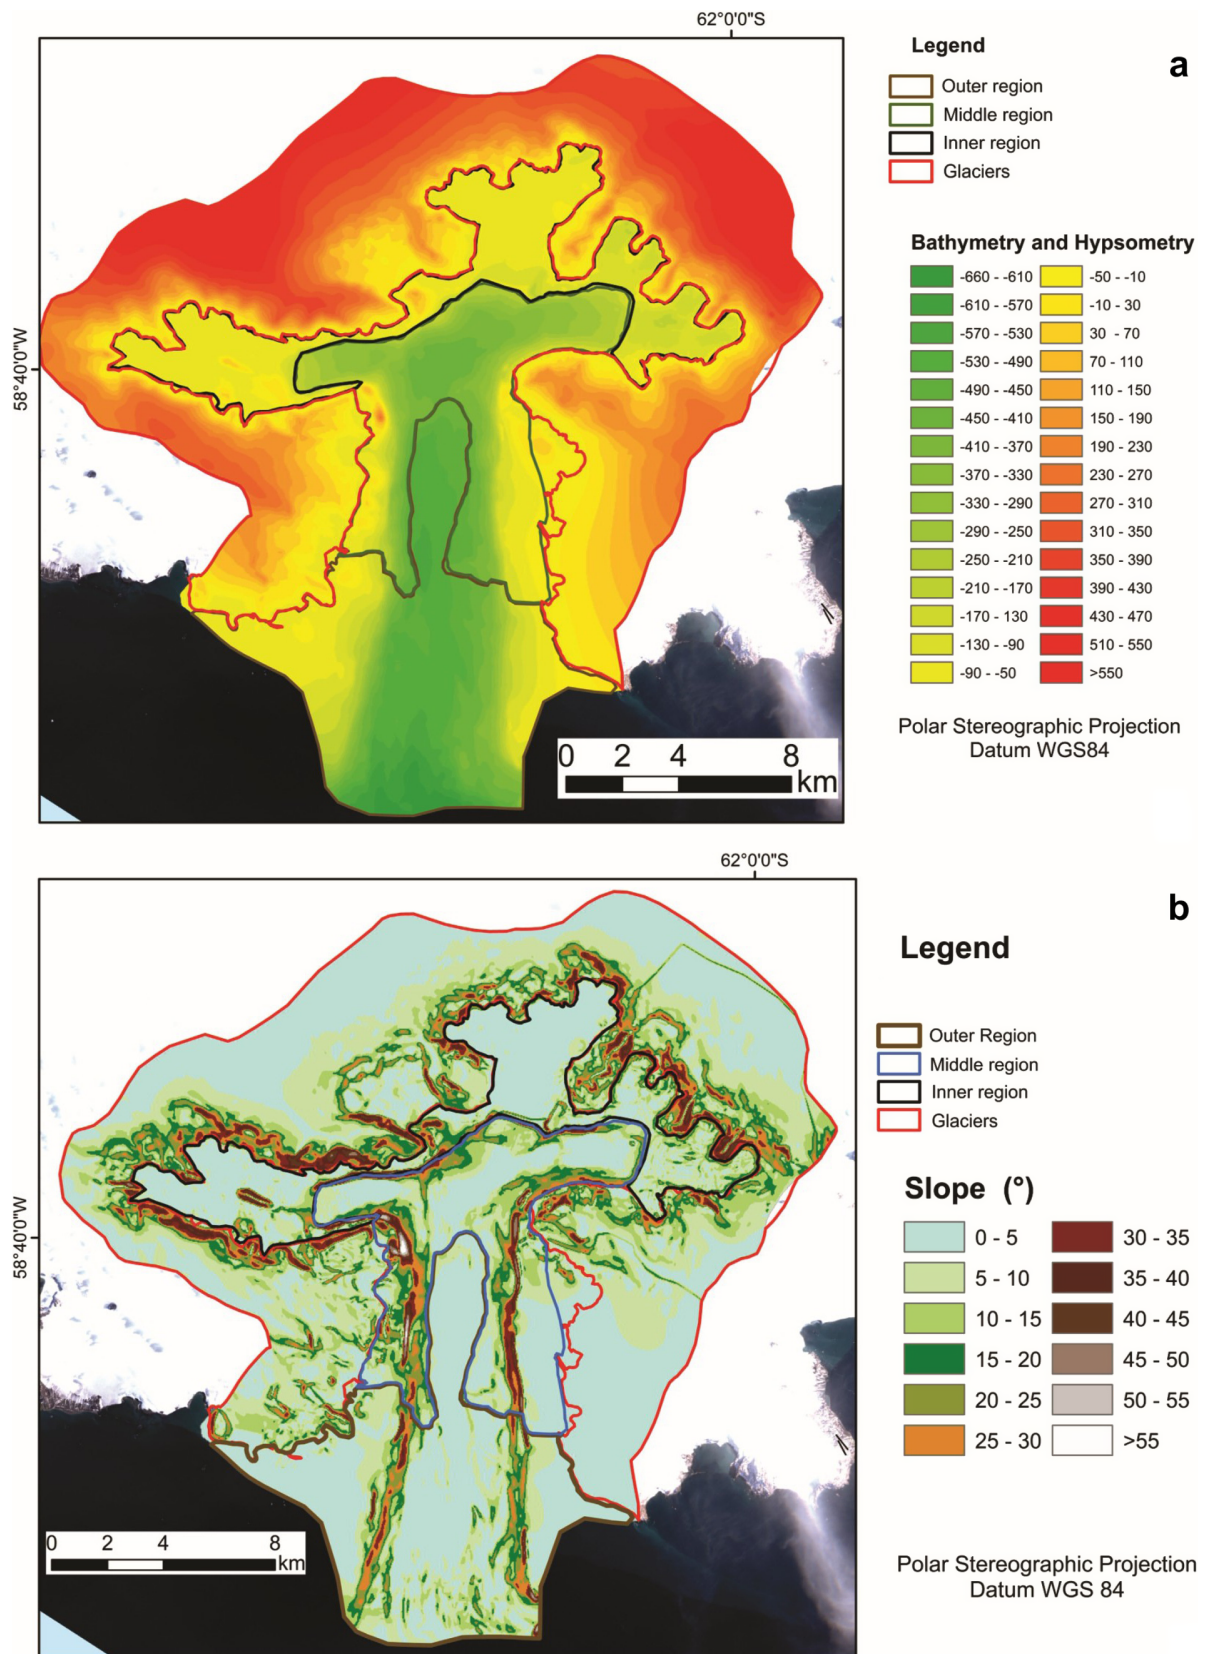 62°0'0"S
a
Legend
Outer region
Middle region
Inner region
Glaciers
Bathymetry and Hypsometry
-660 - -610 -50 - -10
-610 - -570 -10 - 30
-570 - -530 30 - 70
-530 - -490 70 - 110
-490 - -450 110 - 150
-450 - -410 150 - 190
-410 - -370 190 - 230
-370 - -330 230 - 270
-330 - -290 270 - 310
-290 - -250 310 - 350
-250 - -210 350 - 390
-210 - -170 390 - 430
-170 - 130 430 - 470
-130 - -90 510 - 550
-90 - -50 >550
58°40'0"W
0 2 4 8
km
Polar Stereographic Projection
Datum WGS84
62°0'0"S
b
Legend
Outer Region
Middle region
Inner region
Glaciers
Slope (°)
0 - 5 30 - 35
5 - 10 35 - 40
10 - 15 40 - 45
15 - 20 45 - 50
20 - 25 50 - 55
25 - 30 >55
58°40'0"W
0 2 4 8
km
Polar Stereographic Projection
Datum WGS 84